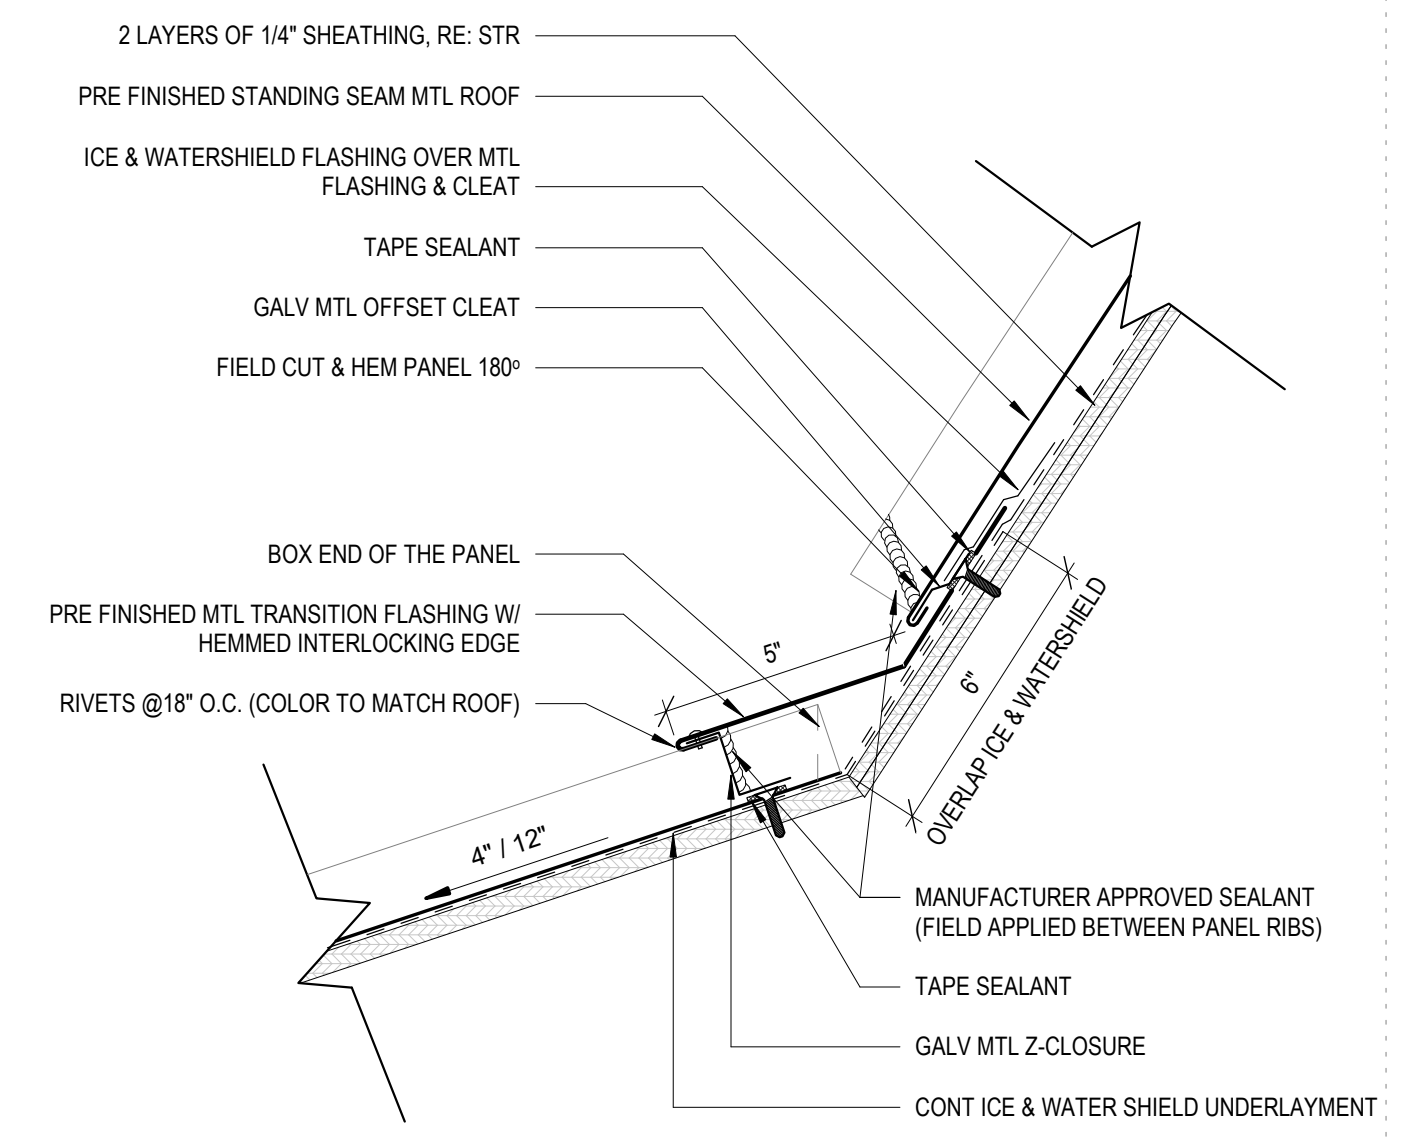 2 LAYERS OF 1/4" SHEATHING, RE: STR
PRE FINISHED STANDING SEAM MTL ROOF
ICE & WATERSHIELD FLASHING OVER MTL
FLASHING & CLEAT
TAPE SEALANT
GALV MTL OFFSET CLEAT
FIELD CUT & HEM PANEL 180º
BOX END OF THE PANEL
PRE FINISHED MTL TRANSITION FLASHING W/
HEMMED INTERLOCKING EDGE
RIVETS @18" O.C. (COLOR TO MATCH ROOF)
5"
6"
OVERLAP ICE & WATERSHIELD
4" / 12"
MANUFACTURER APPROVED SEALANT
(FIELD APPLIED BETWEEN PANEL RIBS)
TAPE SEALANT
GALV MTL Z-CLOSURE
CONT ICE & WATER SHIELD UNDERLAYMENT